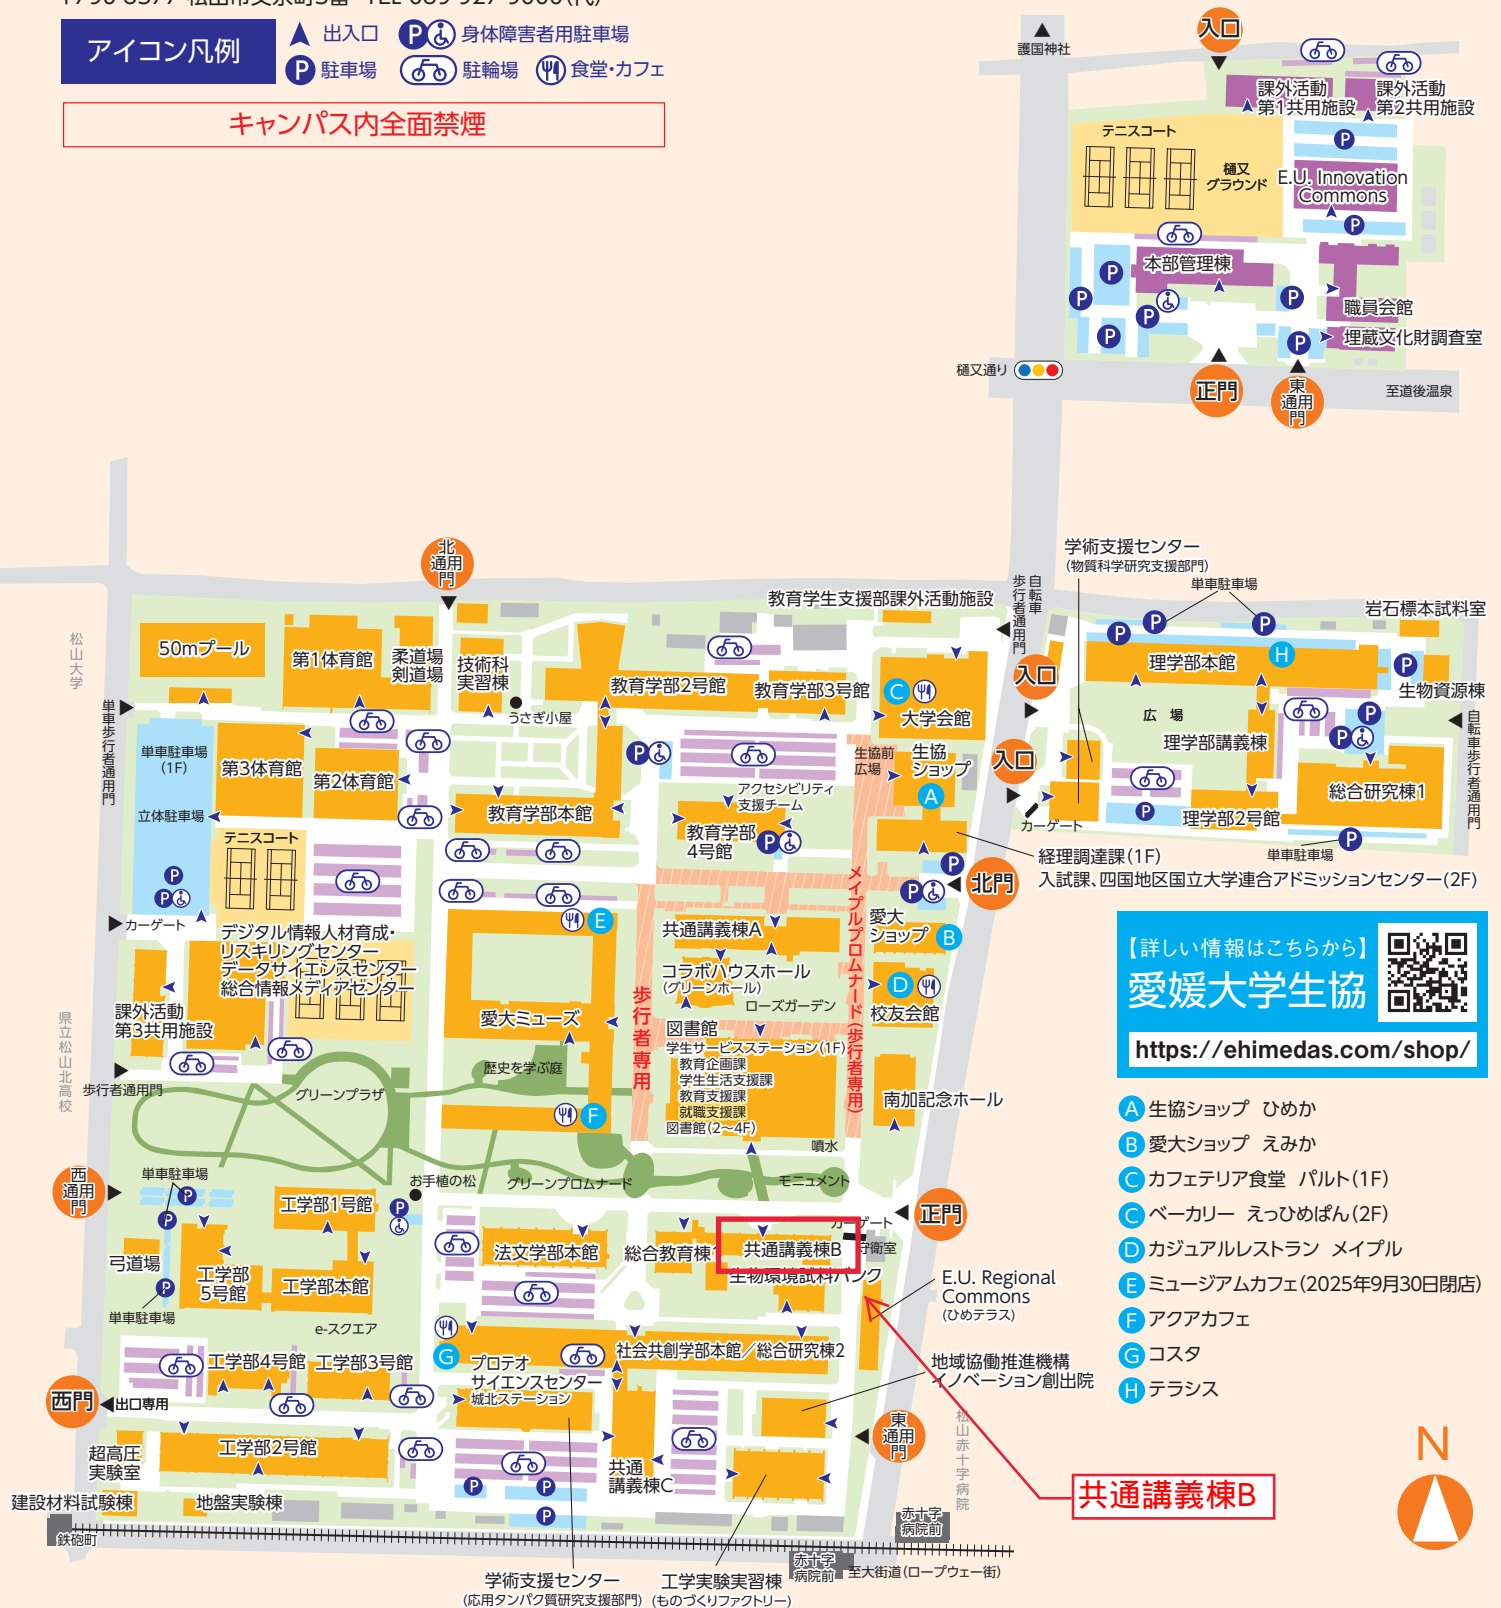 アイコン凡例
出入口
P
身体障害者用駐車場
P
駐車場
駐輪場
食堂・カフェ
キャンパス内全面禁煙
護国神社
入口
課外活動
第1共用施設
課外活動
第2共用施設
テニスコート
樋又
グラウンド
E.U. Innovation
Commons
本部管理棟
職員会館
埋蔵文化財調査室
樋又通り
正門
東
通用
門
至道後温泉
北
通用
門
学術支援センター
(物質科学研究支援部門)
単車駐車場
岩石標本試料室
教育学生支援部課外活動施設
自転車
歩行者通用門
松山大学
50mプール
第1体育館
柔道場
剣道場
技術科
実習棟
うさぎ小屋
教育学部2号館
教育学部3号館
C
大学会館
入口
理学部本館
H
生物資源棟
広 場
理学部講義棟
自転車歩行者通用門
単車歩行者通用門
単車駐車場
(1F)
第3体育館
第2体育館
立体駐車場
教育学部本館
アクセシビリティ
支援チーム
教育学部
4号館
生協前
広場
生協
ショップ
A
入口
カーゲート
理学部2号館
総合研究棟1
単車駐車場
経理調達課(1F)
入試課、四国地区国立大学連合アドミッションセンター(2F)
テニスコート
北門
メイプルプロムナード(歩行者専用)
カーゲート
デジタル情報人材育成・
リスキリングセンター
データサイエンスセンター
総合情報メディアセンター
E
共通講義棟A
愛大
ショップ
B
コラボハウスホール
(グリーンホール)
ローズガーデン
D
校友会館
課外活動
第3共用施設
愛大ミューズ
歩行者専用
図書館
学生サービスステーション(1F)
教育企画課
学生生活支援課
教育支援課
就職支援課
図書館(2〜4F)
県立松山北高校
歩行者通用門
グリーンプラザ
歴史を学ぶ庭
F
南加記念ホール
噴水
【詳しい情報はこちらから】
愛媛大学生協
https://ehimedas.com/shop/
A 生協ショップ ひめか
B 愛大ショップ えみか
C カフェテリア食堂 パルト(1F)
C ベーカリー えっひめぱん(2F)
D カジュアルレストラン メイプル
E ミュージアムカフェ(2025年9月30日閉店)
F アクアカフェ
G コスタ
H テラシス
西
通用
門
単車駐車場
工学部1号館
お手植の松
グリーンプロムナード
モニュメント
カーゲート
正門
守衛室
弓道場
工学部
5号館
工学部本館
法文学部本館
総合教育棟1
共通講義棟B
生物環境試料バンク
単車駐車場
E.U. Regional
Commons
(ひめテラス)
e-スクエア
工学部4号館
工学部3号館
G
プロテオ
サイエンスセンター
城北ステーション
社会共創学部本館／総合研究棟2
地域協働推進機構
イノベーション創出院
西門
出口専用
東
通用
門
松山赤十字病院
超高圧
実験室
工学部2号館
共通
講義棟C
共通講義棟B
N
建設材料試験棟
地盤実験棟
鉄砲町
赤十字
病院前
赤十字
病院前
至大街道(ロープウェー街)
学術支援センター
(応用タンパク質研究支援部門)
工学実験実習棟
(ものづくりファクトリー)